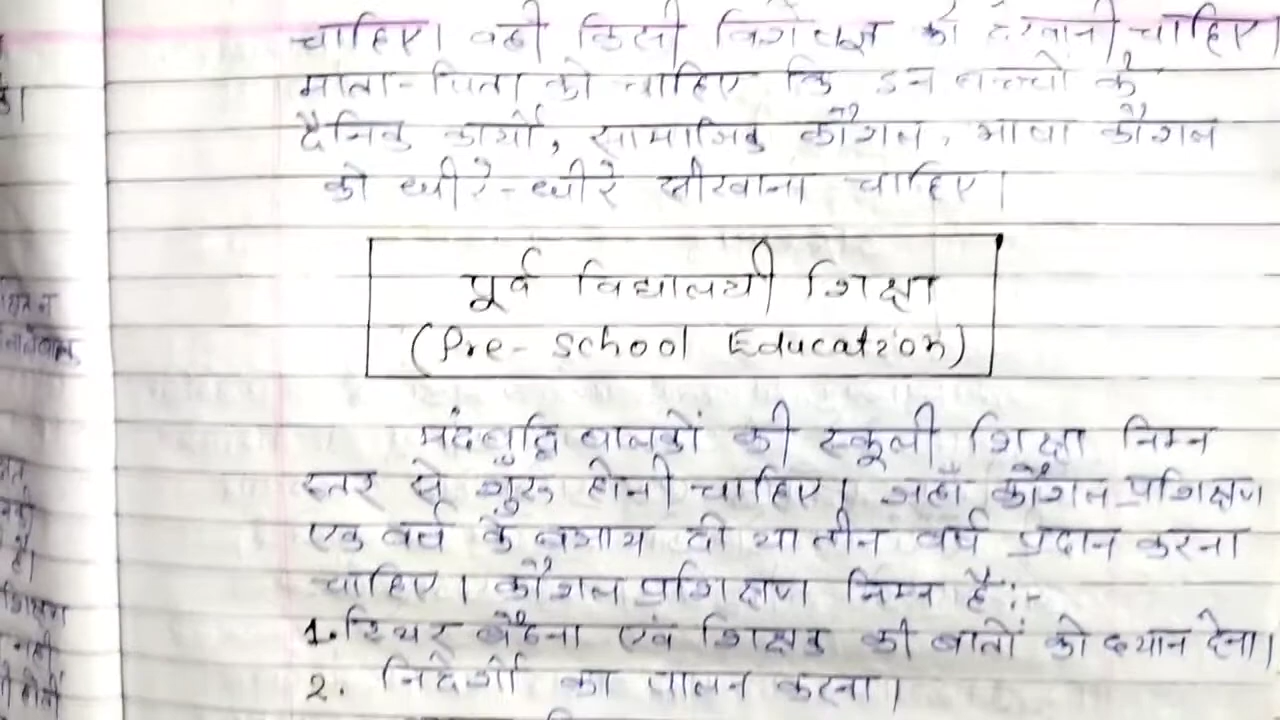 चाहिए। वही किसी विशेषज्ञ को देखानी चाहिए।
माता-पिता को चाहिए कि इन बच्चों के
दैनिक कार्यों, सामाजिक कौशल, भाषा कौशल
को धीरे-धीरे सीखाना चाहिए।
पूर्व विद्यालयी शिक्षा
(Pre- School Education)
मंदबुद्धि बालकों की स्कूली शिक्षा निम्न
स्तर से शुरू होनी चाहिए। जहाँ कौशल प्रशिक्षण
एक वर्ष के बजाय दो या तीन वर्ष प्रदान करना
चाहिए। कौशल प्रशिक्षण निम्न है:-
1. स्थिर बैठना एवं शिक्षक की बातों को ध्यान देना।
2. निर्देशों का पालन करना।